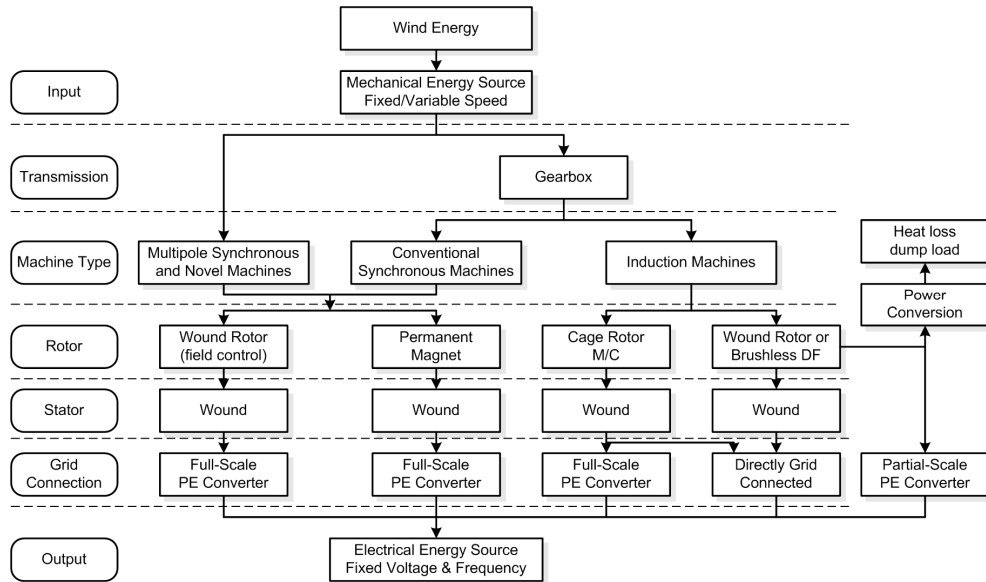 Wind Energy
Input
Mechanical Energy Source
Fixed/Variable Speed
Transmission
Gearbox
Machine Type
Multipole Synchronous
and Novel Machines
Conventional
Synchronous Machines
Induction Machines
Heat loss
dump load
Power
Conversion
Rotor
Wound Rotor
(field control)
Permanent
Magnet
Cage Rotor
M/C
Wound Rotor or
Brushless DF
Stator
Wound
Wound
Wound
Wound
Grid
Connection
Full-Scale
PE Converter
Full-Scale
PE Converter
Full-Scale
PE Converter
Directly Grid
Connected
Partial-Scale
PE Converter
Output
Electrical Energy Source
Fixed Voltage & Frequency